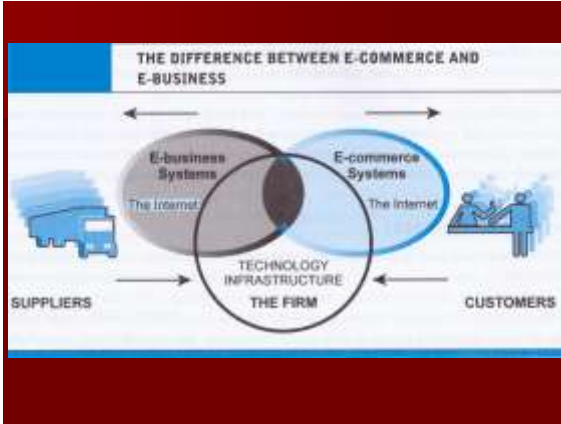 THE DIFFERENCE BETWEEN E-COMMERCE AND
E-BUSINESS
E-business
Systems
The Internet
E-commerce
Systems
The Internet
TECHNOLOGY
INFRASTRUCTURE
THE FIRM
SUPPLIERS
CUSTOMERS